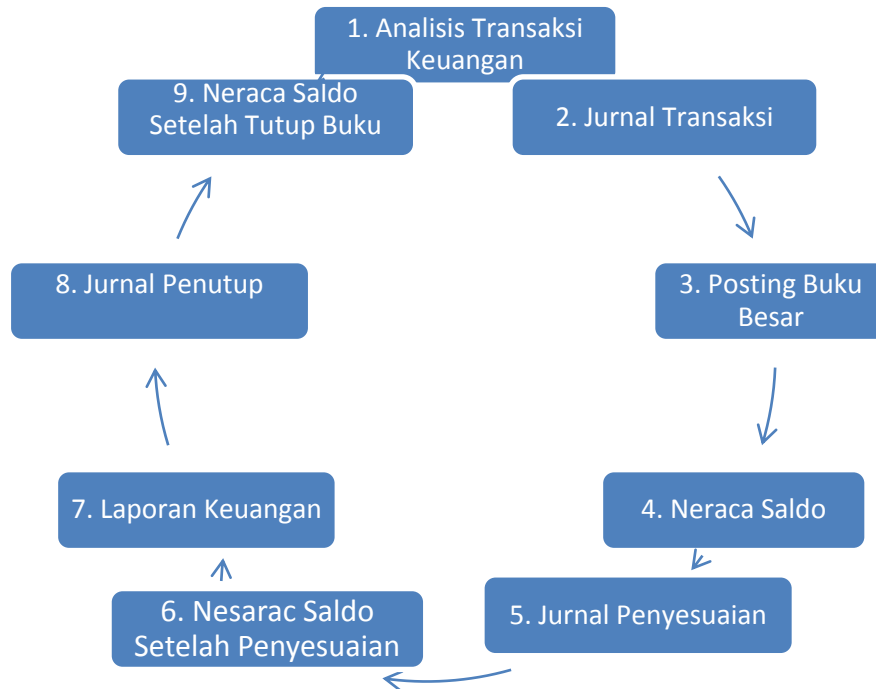 1. Analisis Transaksi
Keuangan
2. Jurnal Transaksi
3. Posting Buku
Besar
4. Neraca Saldo
5. Jurnal Penyesuaian
6. Nesarac Saldo
Setelah Penyesuaian
7. Laporan Keuangan
8. Jurnal Penutup
9. Neraca Saldo
Setelah Tutup Buku